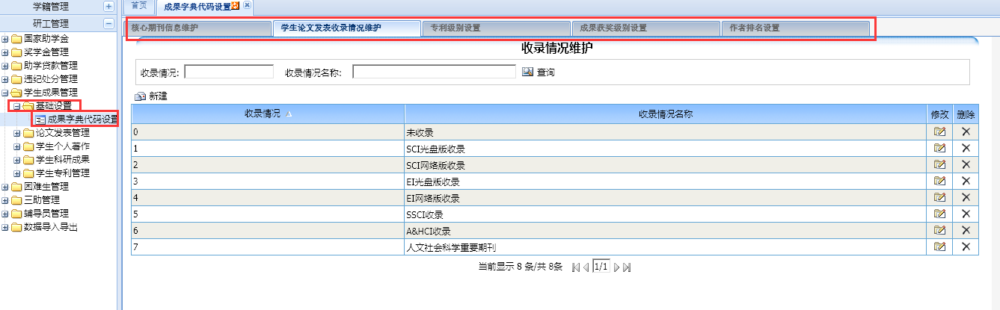 学籍管理
研工管理
国家助学金
奖学金管理
助学贷款管理
违纪处分管理
学生成果管理
基础设置
成果字典代码设置
论文发表管理
学生个人著作
学生科研成果
学生专利管理
困难生管理
三助管理
辅导员管理
数据导入导出
首页 成果字典代码设置
核心期刊信息维护 学生论文发表收录情况维护 专利级别设置 成果获奖级别设置 作者排名设置
收录情况维护
收录情况: 收录情况名称: 查询
新建
收录情况 收录情况名称 修改 删除
0 未收录
1 SCI光盘版收录
2 SCI网络版收录
3 EI光盘版收录
4 EI网络版收录
5 SSCI收录
6 A&HCI收录
7 人文社会科学重要期刊
当前显示 8 条/共 8条 1/1